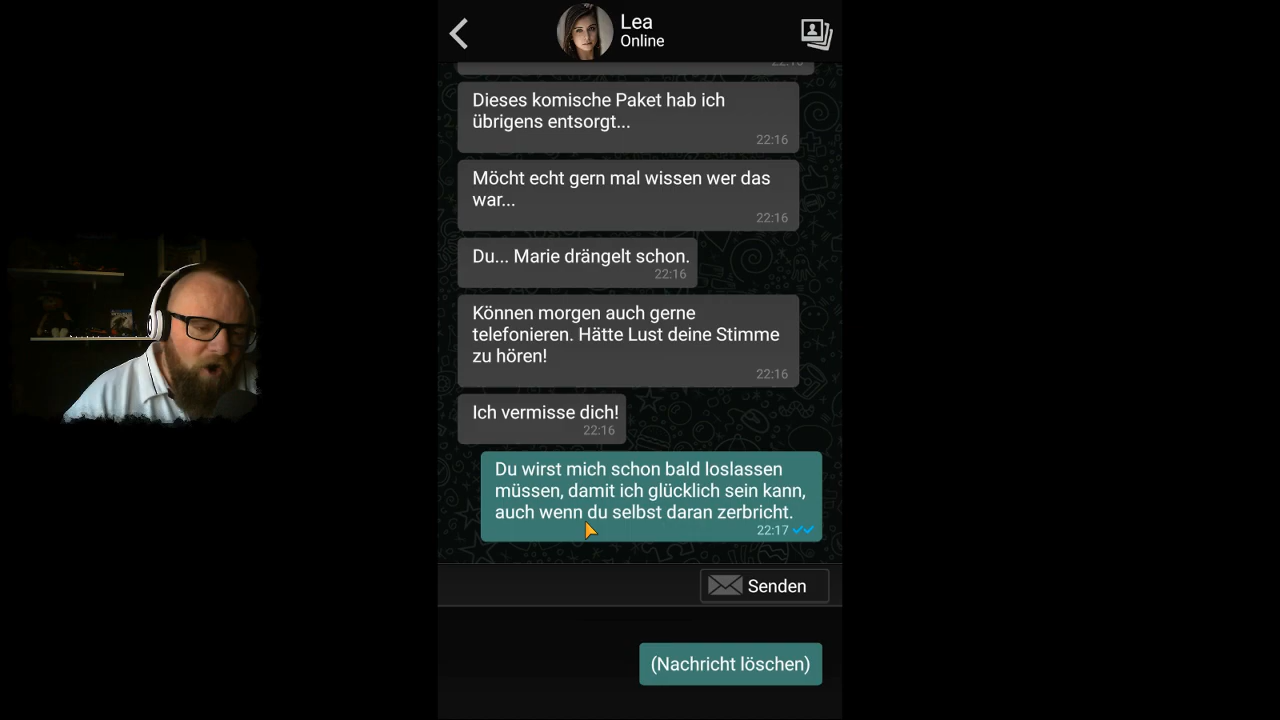 Lea
Online
22:16
Dieses komische Paket hab ich
übrigens entsorgt...
22:16
Möcht echt gern mal wissen wer das
war...
22:16
Du... Marie drängelt schon.
22:16
Können morgen auch gerne
telefonieren. Hätte Lust deine Stimme
zu hören!
22:16
Ich vermisse dich!
22:16
Du wirst mich schon bald loslassen
müssen, damit ich glücklich sein kann,
auch wenn du selbst daran zerbricht.
22:17
Senden
(Nachricht löschen)